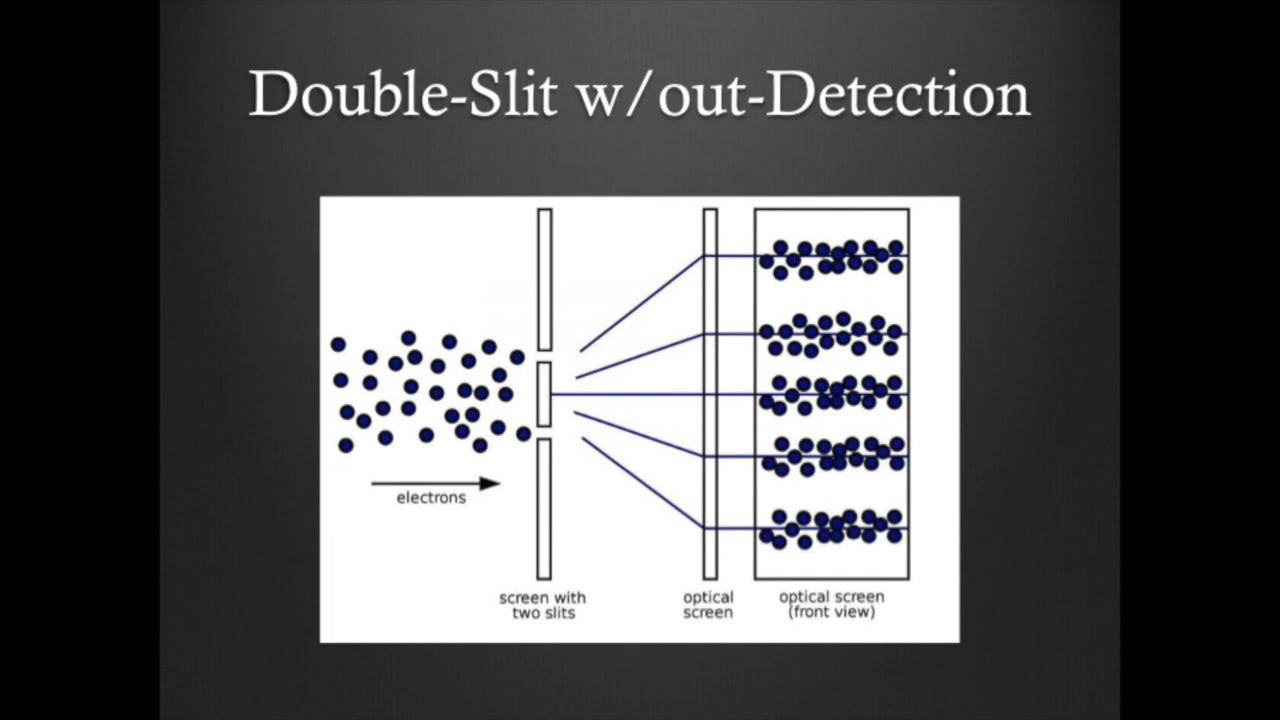 Double-Slit w/out-Detection
electrons
screen with
two slits
optical
screen
optical screen
(front view)